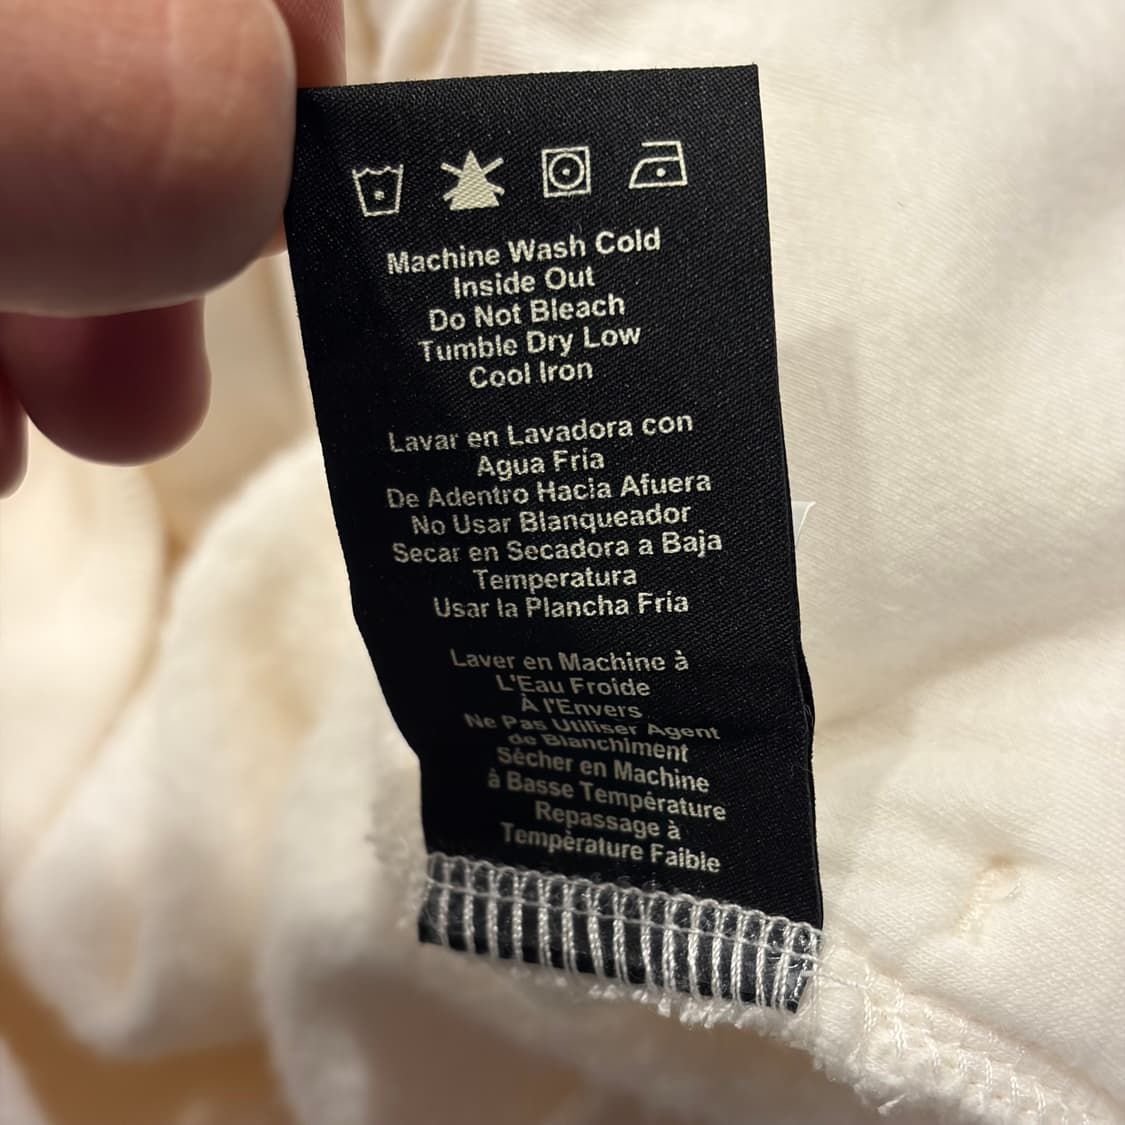 Machine Wash Cold
Inside Out
Do Not Bleach
Tumble Dry Low
Cool Iron
Lavar en Lavadora con
Agua Fria
De Adentro Hacia Afuera
No Usar Blanqueador
Secar en Secadora a Baja
Temperatura
Usar la Plancha Fria
Laver en Machine à
L'Eau Froide
À l'Envers
Ne Pas Utiliser Agent
de Blanchiment
Sècher en Machine
à Basse Température
Repassage à
Tempèrature Faible